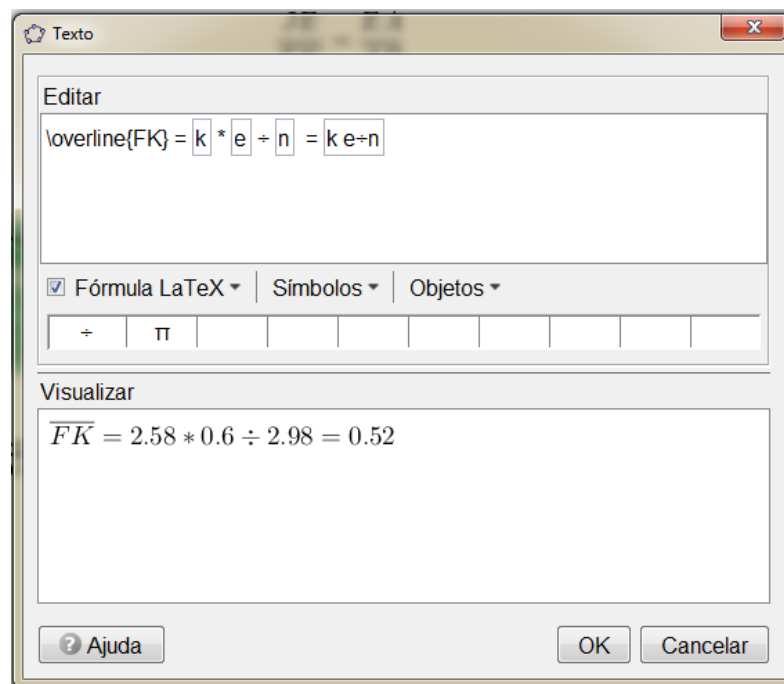 Texto
Editar
\overline{FK} = k * e ÷ n = k e÷n
Fórmula LaTeX Símbolos Objetos
÷ π
Visualizar
FK = 2.58 * 0.6 ÷ 2.98 = 0.52
Ajuda OK Cancelar